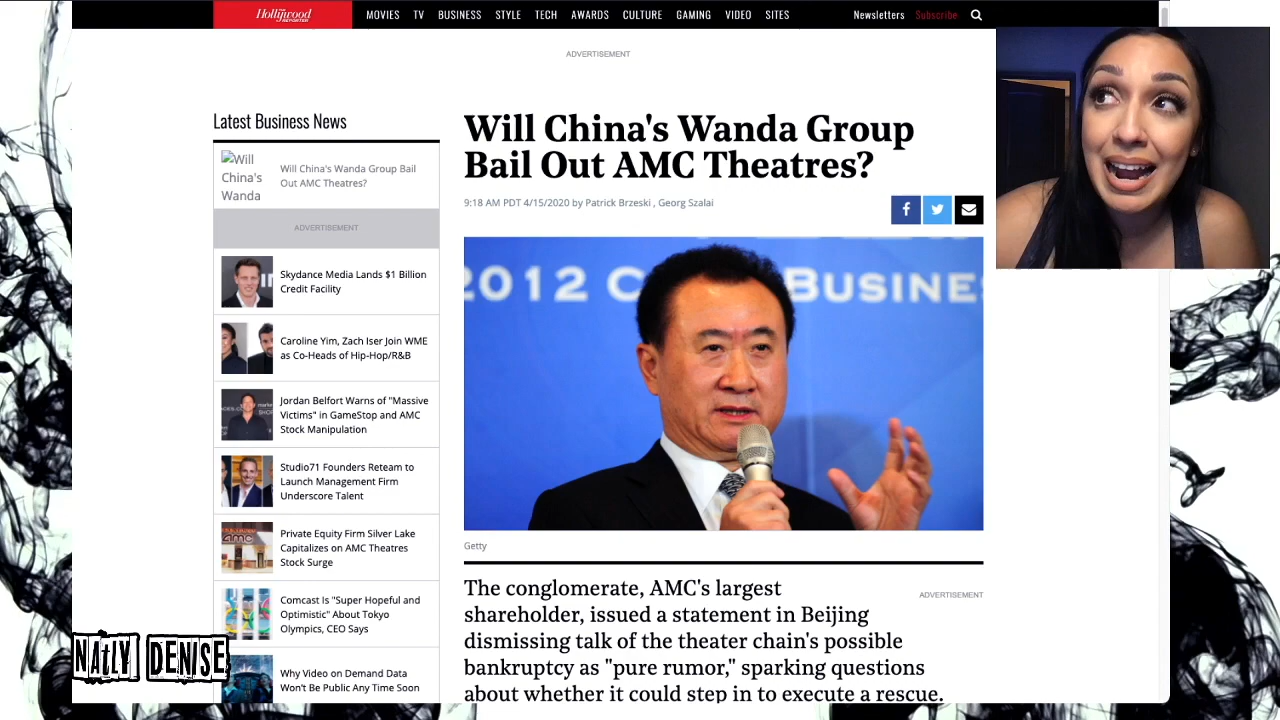 The Hollywood REPORTER
MOVIES TV BUSINESS STYLE TECH AWARDS CULTURE GAMING VIDEO SITES
Newsletters Subscribe
ADVERTISEMENT
Latest Business News
Will China's Wanda
Will China's Wanda Group Bail
Out AMC Theatres?
ADVERTISEMENT
Skydance Media Lands $1 Billion
Credit Facility
Caroline Yim, Zach Iser Join WME
as Co-Heads of Hip-Hop/R&B
Jordan Belfort Warns of "Massive
Victims" in GameStop and AMC
Stock Manipulation
Studio71 Founders Reteam to
Launch Management Firm
Underscore Talent
amc
Private Equity Firm Silver Lake
Capitalizes on AMC Theatres
Stock Surge
Comcast Is "Super Hopeful and
Optimistic" About Tokyo
Olympics, CEO Says
Why Video on Demand Data
Won't Be Public Any Time Soon
Will China's Wanda Group
Bail Out AMC Theatres?
9:18 AM PDT 4/15/2020 by Patrick Brzeski , Georg Szalai
2012 C BUSINE
Getty
The conglomerate, AMC's largest
shareholder, issued a statement in Beijing
dismissing talk of the theater chain's possible
bankruptcy as "pure rumor," sparking questions
about whether it could step in to execute a rescue.
ADVERTISEMENT
NAtLY DENISE